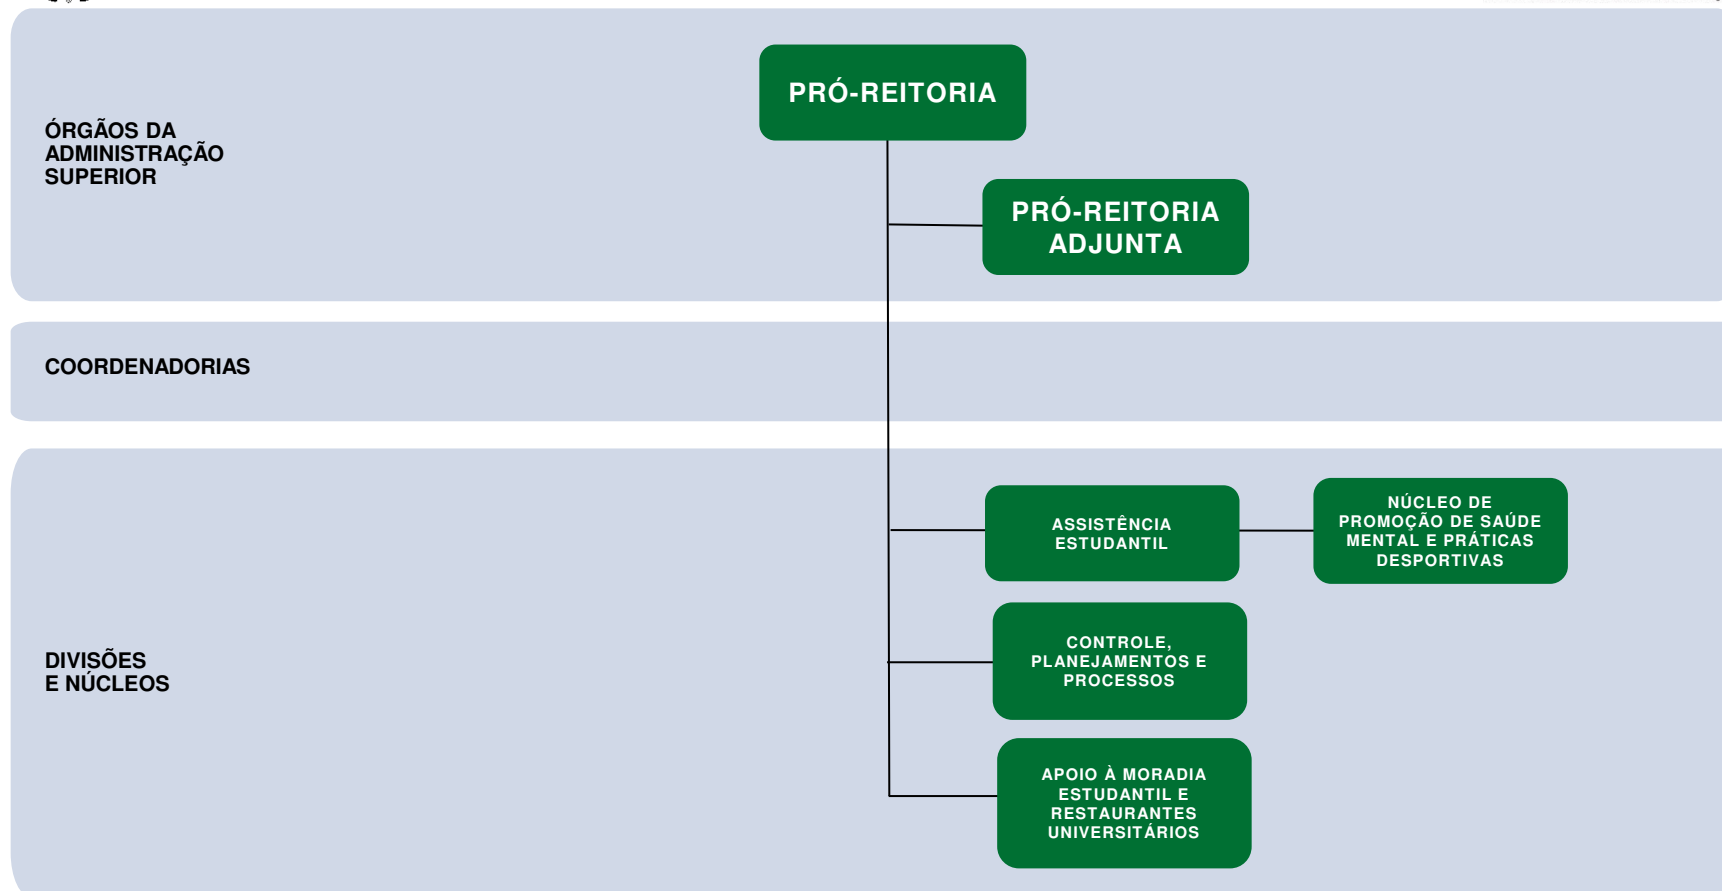 PRÓ-REITORIA
ÓRGÃOS DA
ADMINISTRAÇÃO
SUPERIOR
PRÓ-REITORIA
ADJUNTA
COORDENADORIAS
ASSISTÊNCIA
ESTUDANTIL
NÚCLEO DE
PROMOÇÃO DE SAÚDE
MENTAL E PRÁTICAS
DESPORTIVAS
DIVISÕES
E NÚCLEOS
CONTROLE,
PLANEJAMENTOS E
PROCESSOS
APOIO À MORADIA
ESTUDANTIL E
RESTAURANTES
UNIVERSITÁRIOS